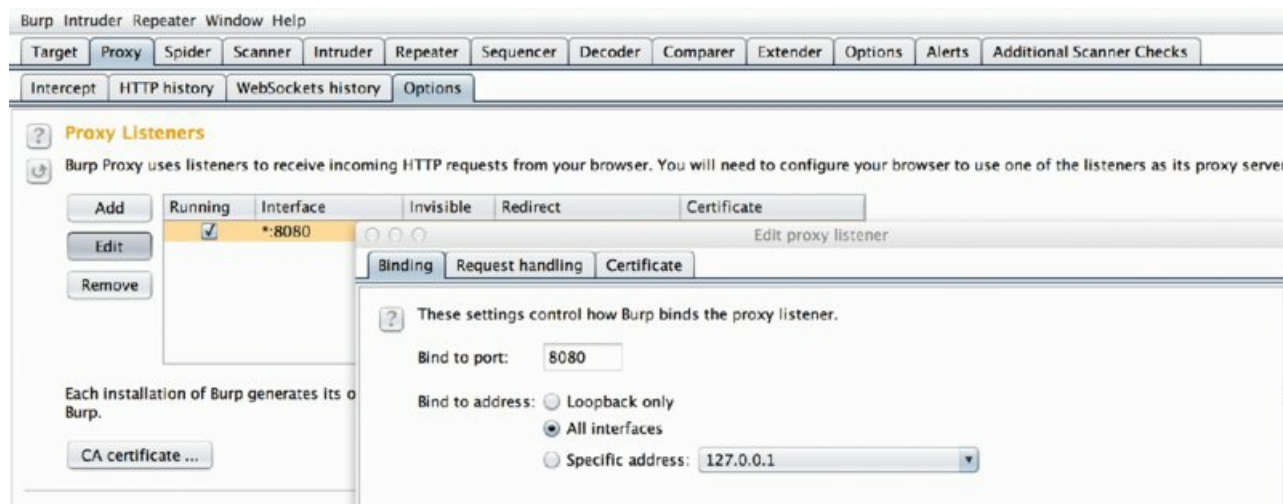 Burp Intruder Repeater Window Help
Target Proxy Spider Scanner Intruder Repeater Sequencer Decoder Comparer Extender Options Alerts Additional Scanner Checks
Intercept HTTP history WebSockets history Options
? Proxy Listeners
Burp Proxy uses listeners to receive incoming HTTP requests from your browser. You will need to configure your browser to use one of the listeners as its proxy serve
Add Running Interface Invisible Redirect Certificate
*:8080
Edit proxy listener
Edit
Binding Request handling Certificate
Remove
? These settings control how Burp binds the proxy listener.
Bind to port: 8080
Each installation of Burp generates its o
Burp.
Bind to address: Loopback only
All interfaces
CA certificate ...
Specific address: 127.0.0.1